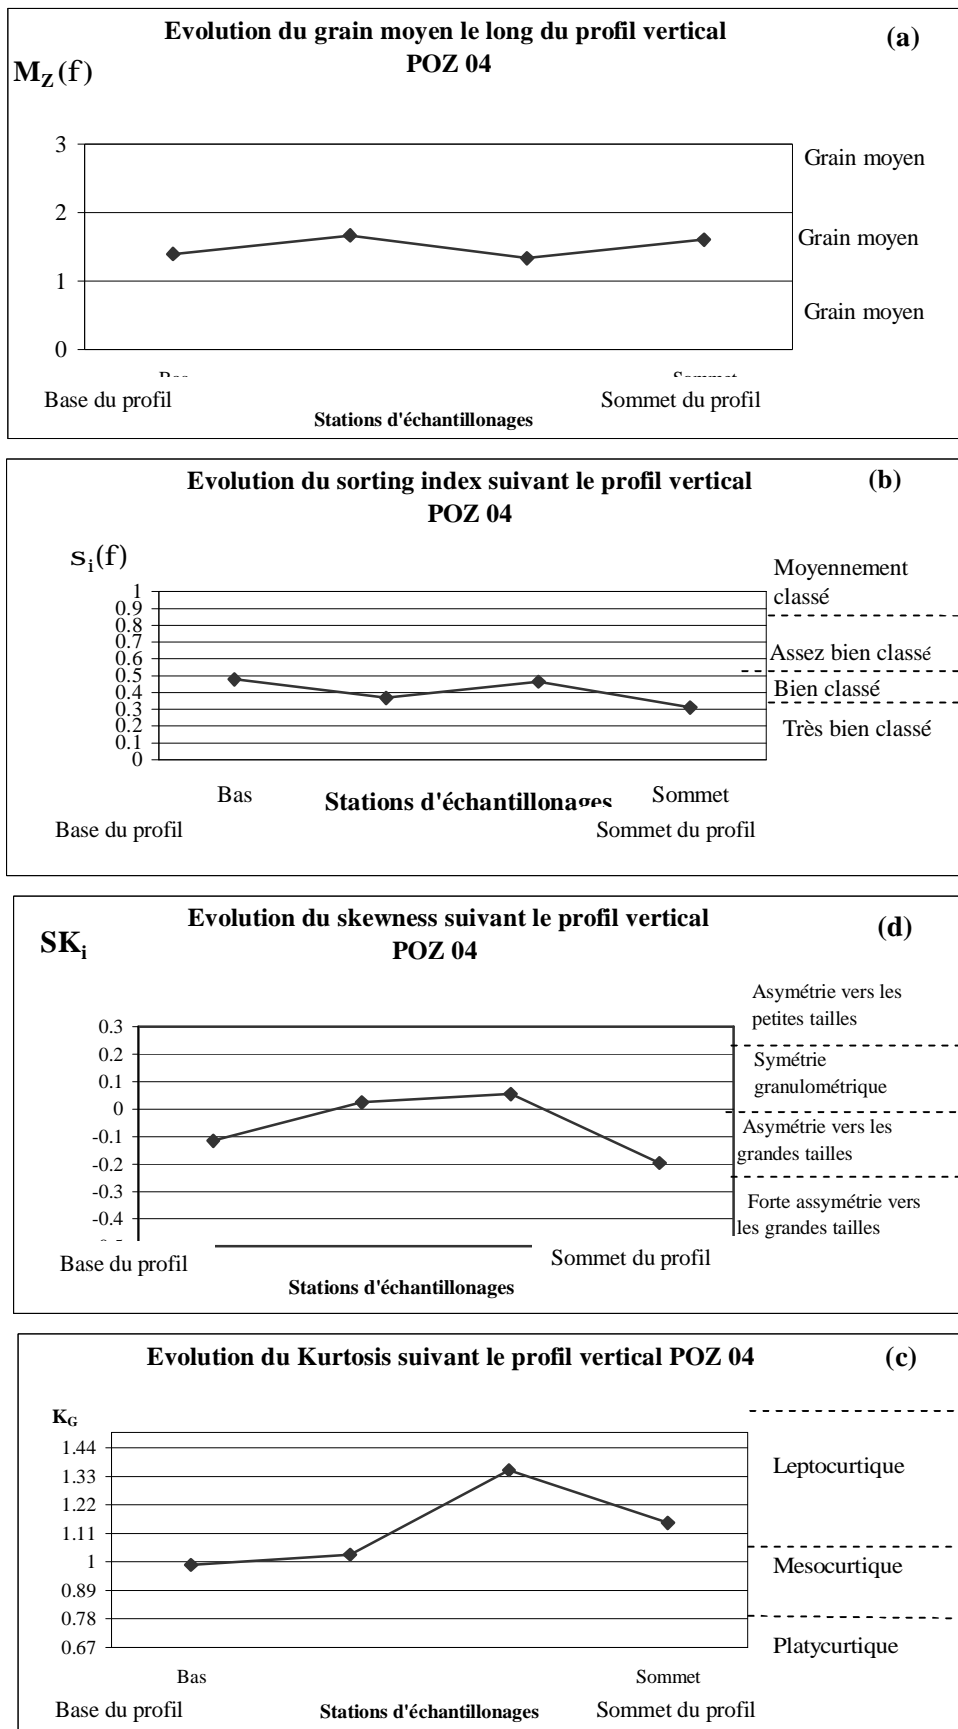 Evolution du grain moyen le long du profil vertical
POZ 04
(a)
MZ(f)
3
2
1
0
Grain moyen
Grain moyen
Grain moyen
Base du profil
Sommet du profil
Stations d'échantillonages
Evolution du sorting index suivant le profil vertical
POZ 04
(b)
si(f)
1
0.9
0.8
0.7
0.6
0.5
0.4
0.3
0.2
0.1
0
Moyennement
classé
Assez bien classé
Bien classé
Très bien classé
Bas
Stations d'échantillonages
Sommet
Base du profil
Sommet du profil
Evolution du skewness suivant le profil vertical
POZ 04
(d)
SKi
0.3
0.2
0.1
0
-0.1
-0.2
-0.3
-0.4
Asymétrie vers les
petites tailles
Symétrie
granulométrique
Asymétrie vers les
grandes tailles
Forte assymétrie vers
les grandes tailles
Base du profil
Sommet du profil
Stations d'échantillonages
Evolution du Kurtosis suivant le profil vertical POZ 04
(c)
KG
1.44
1.33
1.22
1.11
1
0.89
0.78
0.67
Leptocurtique
Mesocurtique
Platycurtique
Bas
Sommet
Base du profil
Stations d'échantillonages
Sommet du profil